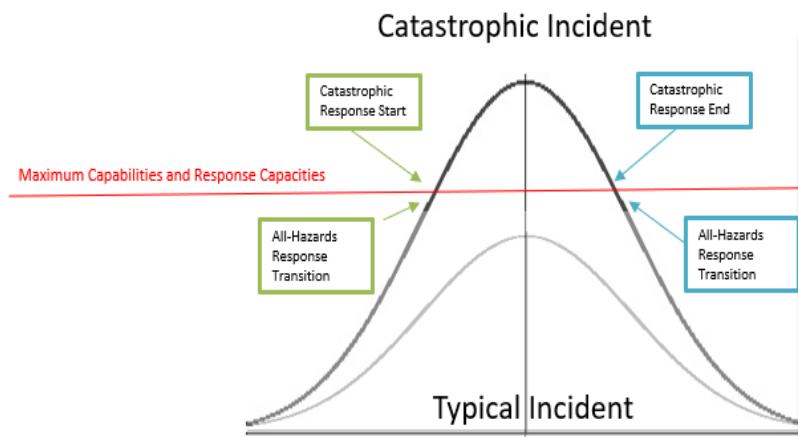 Catastrophic Incident
Catastrophic
Response Start
Catastrophic
Response End
Maximum Capabilities and Response Capacities
All-Hazards
Response
Transition
All-Hazards
Response
Transition
Typical Incident